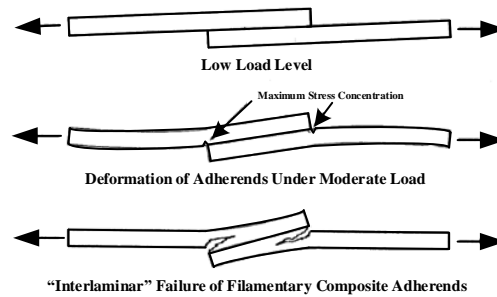 Low Load Level
Maximum Stress Concentration
Deformation of Adherends Under Moderate Load
“Interlaminar” Failure of Filamentary Composite Adherends